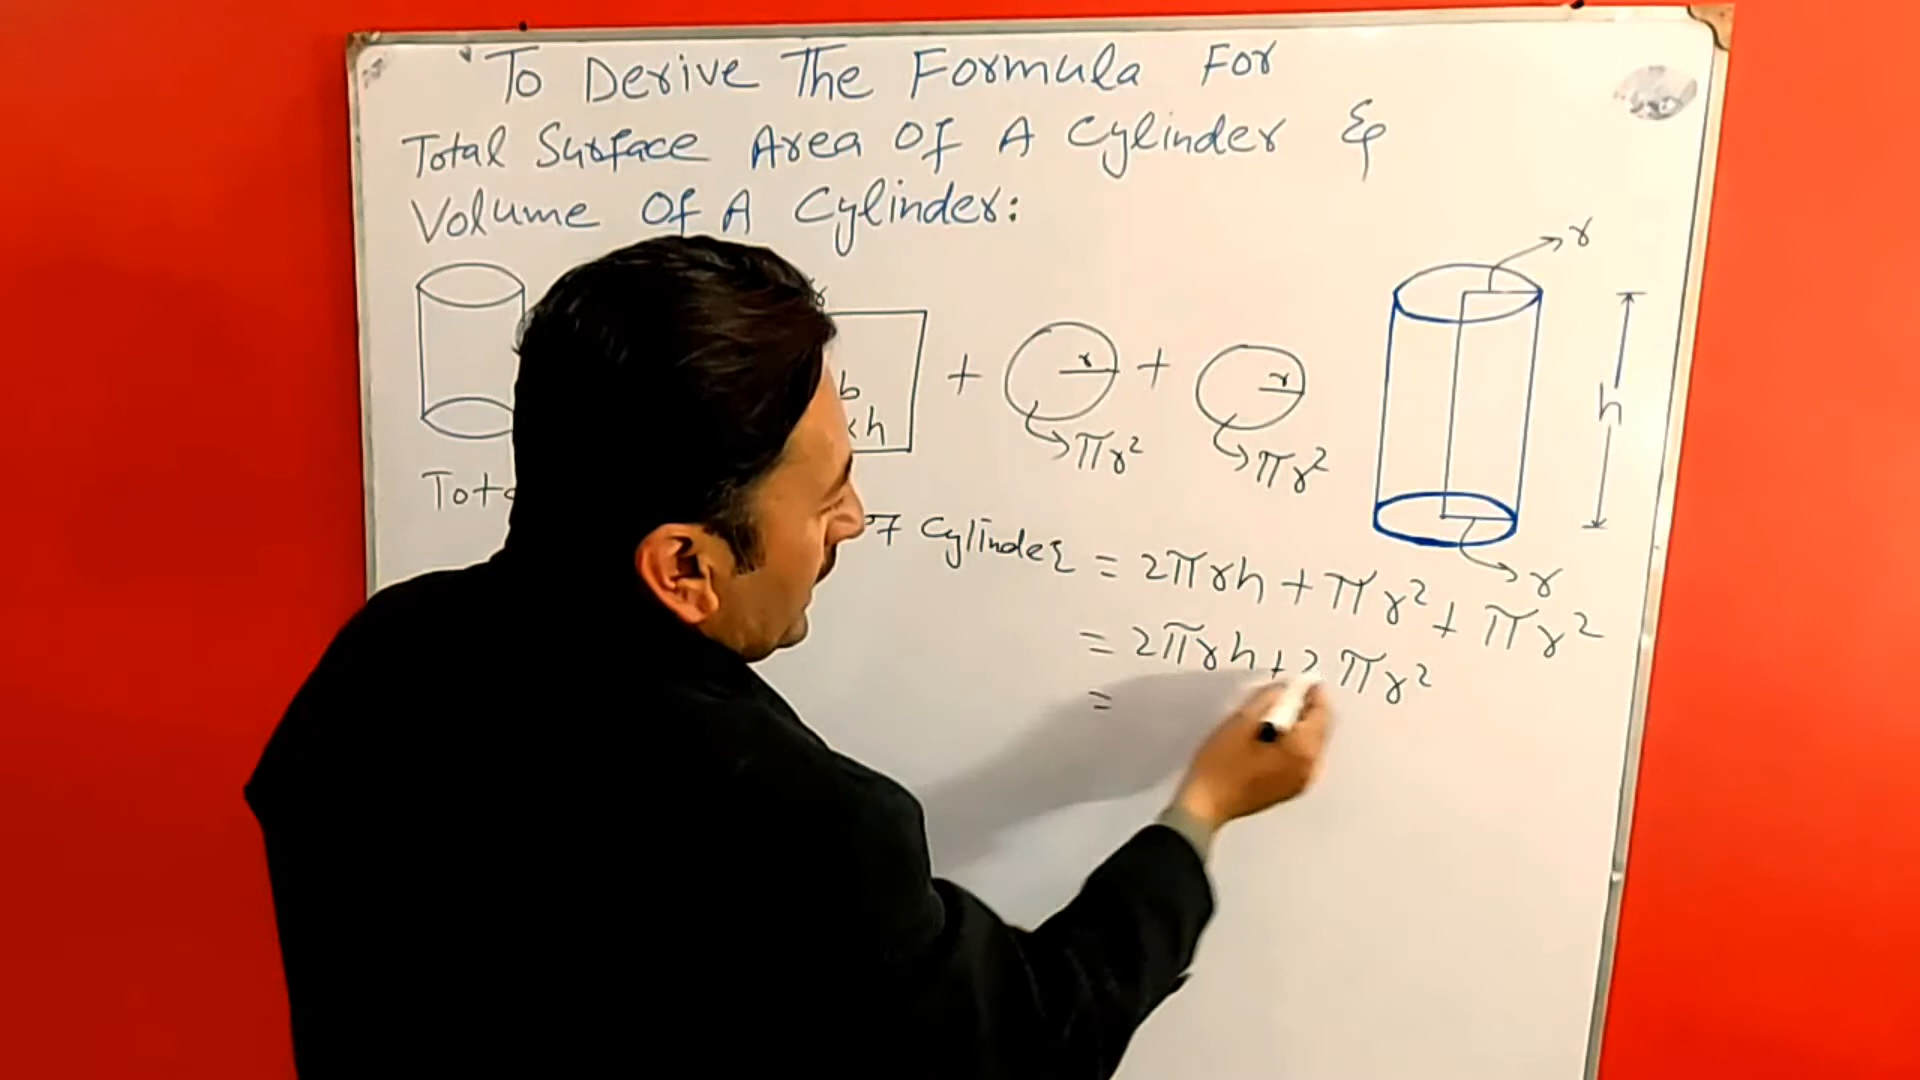 To Derive The Formula For
Total Surface Area Of A Cylinder &
Volume Of A Cylinder:
r
r
b
h
+
r
+
r
h
πr²
πr²
r
of Cylinder = 2πrh + πr² + πr²
= 2πrh + 2πr²
=